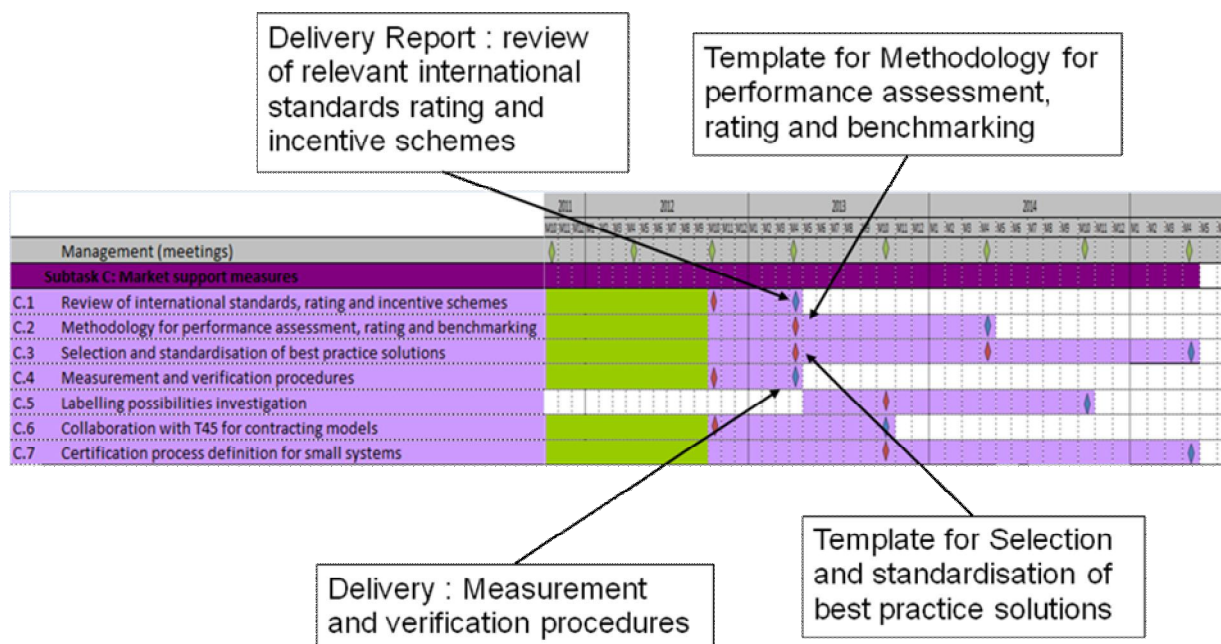 Delivery Report : review
of relevant international
standards rating and
incentive schemes
Template for Methodology for
performance assessment,
rating and benchmarking
2011 2012 2013 2014
Management (meetings)
Subtask C: Market support measures
C.1 Review of international standards, rating and incentive schemes
C.2 Methodology for performance assessment, rating and benchmarking
C.3 Selection and standardisation of best practice solutions
C.4 Measurement and verification procedures
C.5 Labelling possibilities investigation
C.6 Collaboration with T45 for contracting models
C.7 Certification process definition for small systems
Delivery : Measurement
and verification procedures
Template for Selection
and standardisation of
best practice solutions